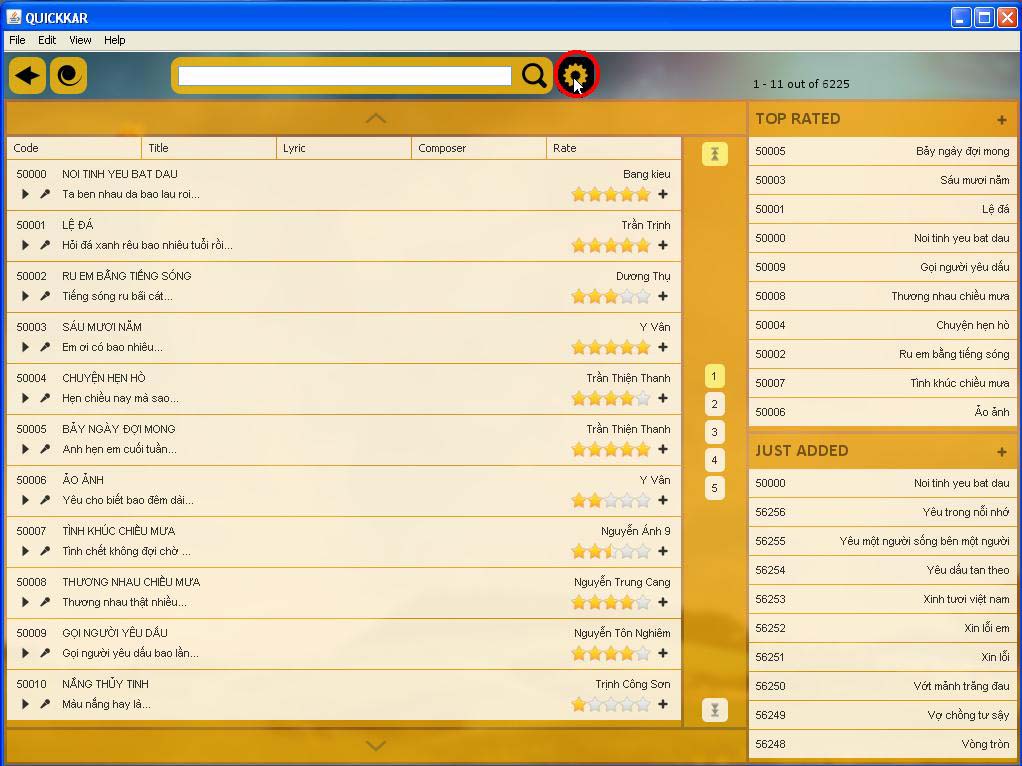 QUICKKAR
File Edit View Help
1 - 11 out of 6225
Code Title Lyric Composer Rate
50000 NOI TINH YEU BAT DAU Bang kieu
Ta ben nhau da bao lau roi...
50001 LỆ ĐÁ Trần Trịnh
Hỏi đá xanh rêu bao nhiêu tuổi rồi...
50002 RU EM BẰNG TIẾNG SÓNG Dương Thụ
Tiếng sóng ru bãi cát...
50003 SÁU MƯƠI NĂM Y Vân
Em ơi có bao nhiêu...
50004 CHUYỆN HẸN HÒ Trần Thiện Thanh
Hẹn chiều nay mà sao...
50005 BẢY NGÀY ĐỢI MONG Trần Thiện Thanh
Anh hẹn em cuối tuần...
50006 ẢO ẢNH Y Vân
Yêu cho biết bao đêm dài...
50007 TÌNH KHÚC CHIỀU MƯA Nguyễn Ánh 9
Tình chết không đợi chờ ...
50008 THƯƠNG NHAU CHIỀU MƯA Nguyễn Trung Cang
Thương nhau thật nhiều...
50009 GỌI NGƯỜI YÊU DẤU Nguyễn Tôn Nghiêm
Gọi người yêu dấu bao lần...
50010 NẮNG THỦY TINH Trịnh Công Sơn
Màu nắng hay là...
1
2
3
4
5
TOP RATED +
50005 Bảy ngày đợi mong
50003 Sáu mươi năm
50001 Lệ đá
50000 Noi tinh yeu bat dau
50009 Gọi người yêu dấu
50008 Thương nhau chiều mưa
50004 Chuyện hẹn hò
50002 Ru em bằng tiếng sóng
50007 Tình khúc chiều mưa
50006 Ảo ảnh
JUST ADDED +
50000 Noi tinh yeu bat dau
56256 Yêu trong nỗi nhớ
56255 Yêu một người sống bên một người
56254 Yêu dấu tan theo
56253 Xinh tươi việt nam
56252 Xin lỗi em
56251 Xin lỗi
56250 Vớt mảnh trăng đau
56249 Vợ chồng tư sậy
56248 Vòng tròn